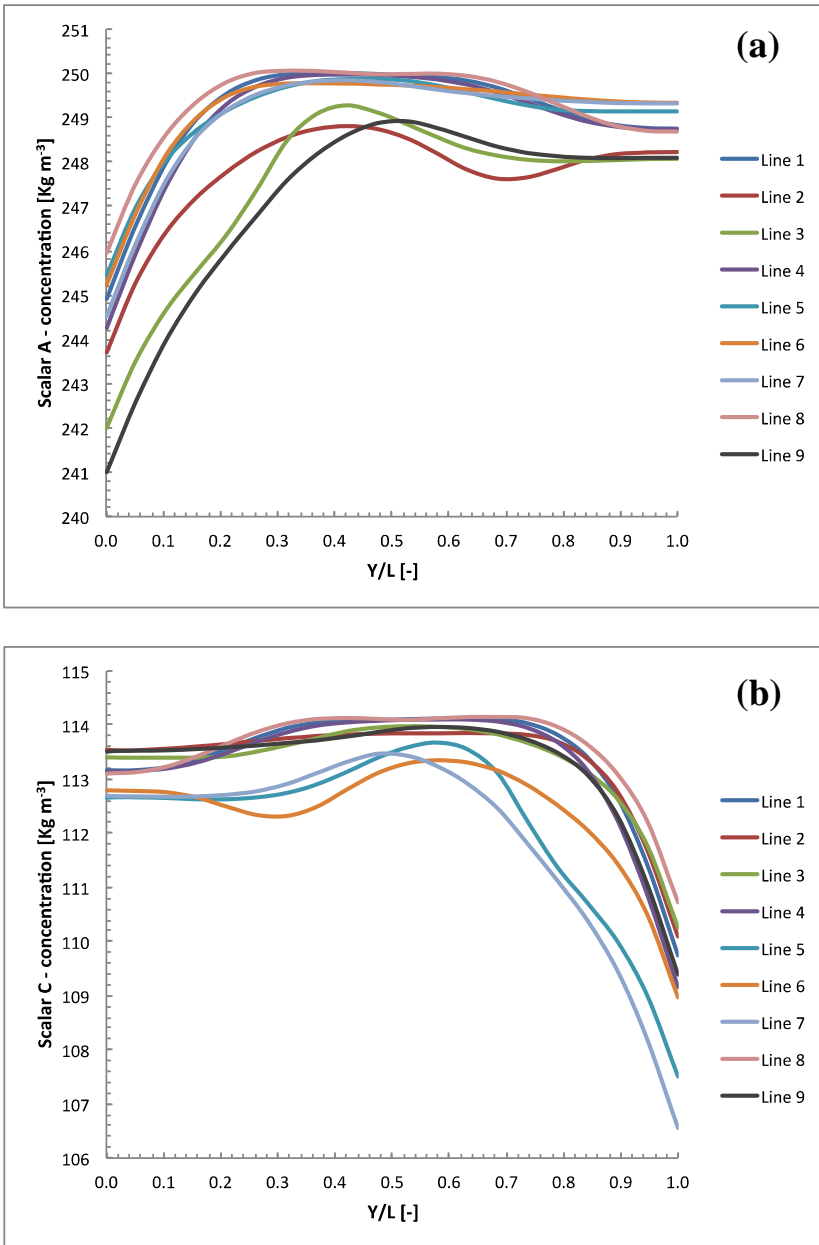 (a)
251
250
249
248
247
246
245
244
243
242
241
240
Scalar A - concentration [Kg m⁻³]
0.0 0.1 0.2 0.3 0.4 0.5 0.6 0.7 0.8 0.9 1.0
Y/L [-]
Line 1
Line 2
Line 3
Line 4
Line 5
Line 6
Line 7
Line 8
Line 9
(b)
115
114
113
112
111
110
109
108
107
106
Scalar C - concentration [Kg m⁻³]
0.0 0.1 0.2 0.3 0.4 0.5 0.6 0.7 0.8 0.9 1.0
Y/L [-]
Line 1
Line 2
Line 3
Line 4
Line 5
Line 6
Line 7
Line 8
Line 9